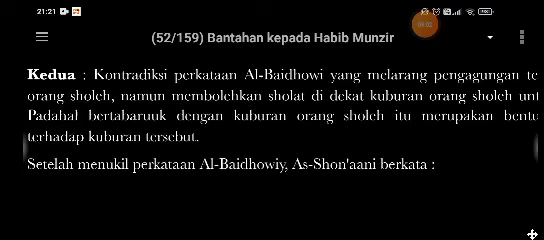 21:21
(52/159) Bantahan kepada Habib Munzir
Kedua : Kontradiksi perkataan Al-Baidhowi yang melarang pengagungan te
orang sholeh, namun membolehkan sholat di dekat kuburan orang sholeh unt
Padahal bertabaruuk dengan kuburan orang sholeh itu merupakan bentu
terhadap kuburan tersebut.
Setelah menukil perkataan Al-Baidhowiy, As-Shon'aani berkata :